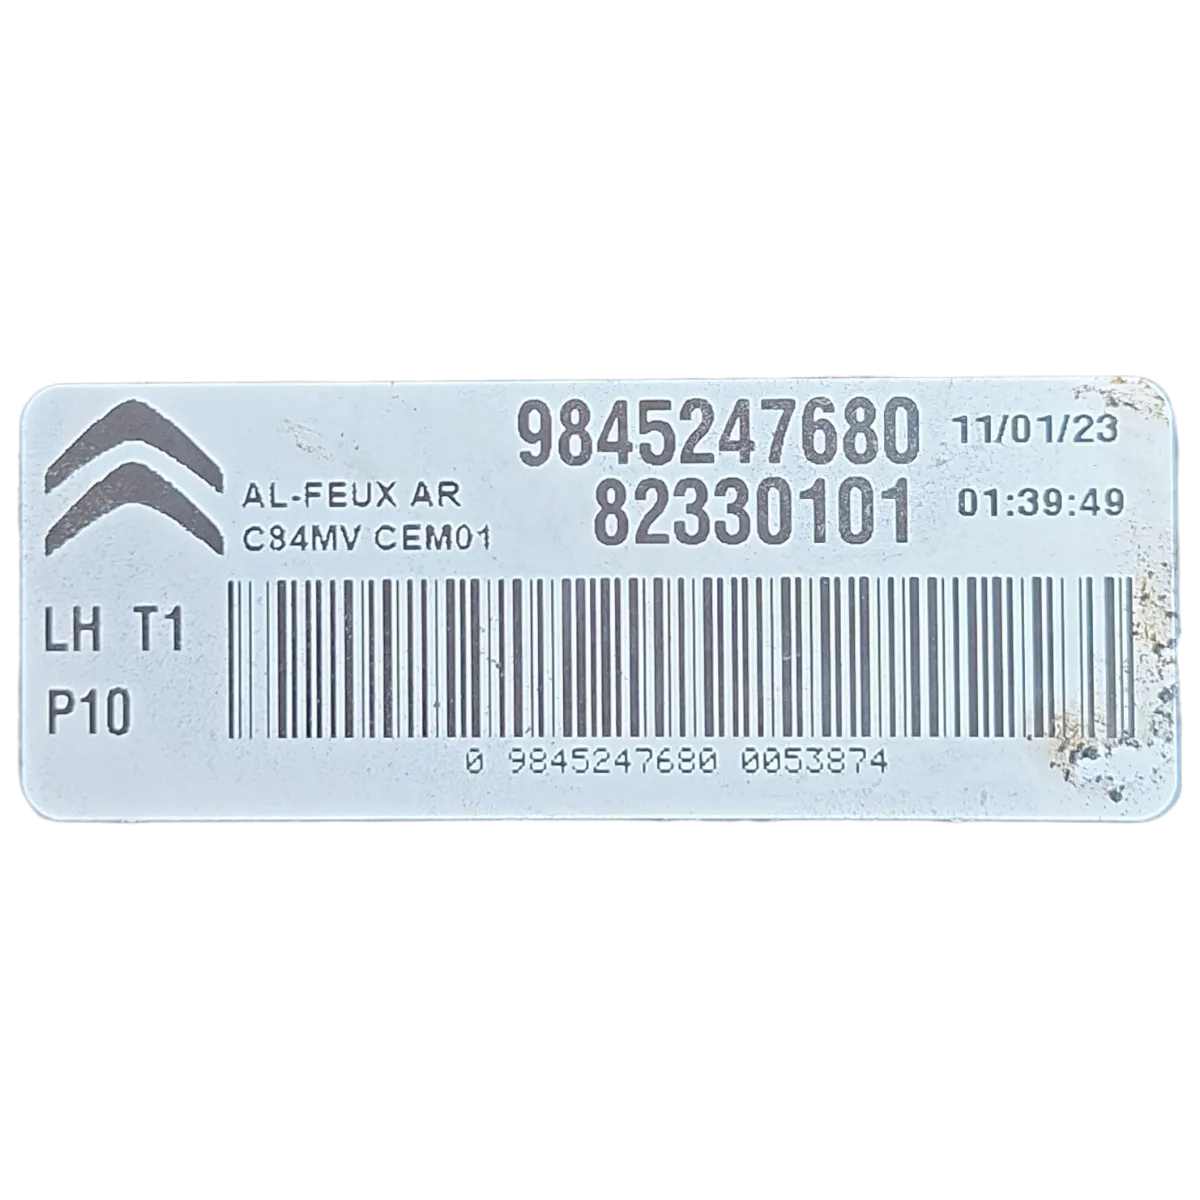 9845247680 11/01/23
AL-FEUX AR 82330101 01:39:49
C84MV CEM01
LH T1
P10
0 9845247680 0053874